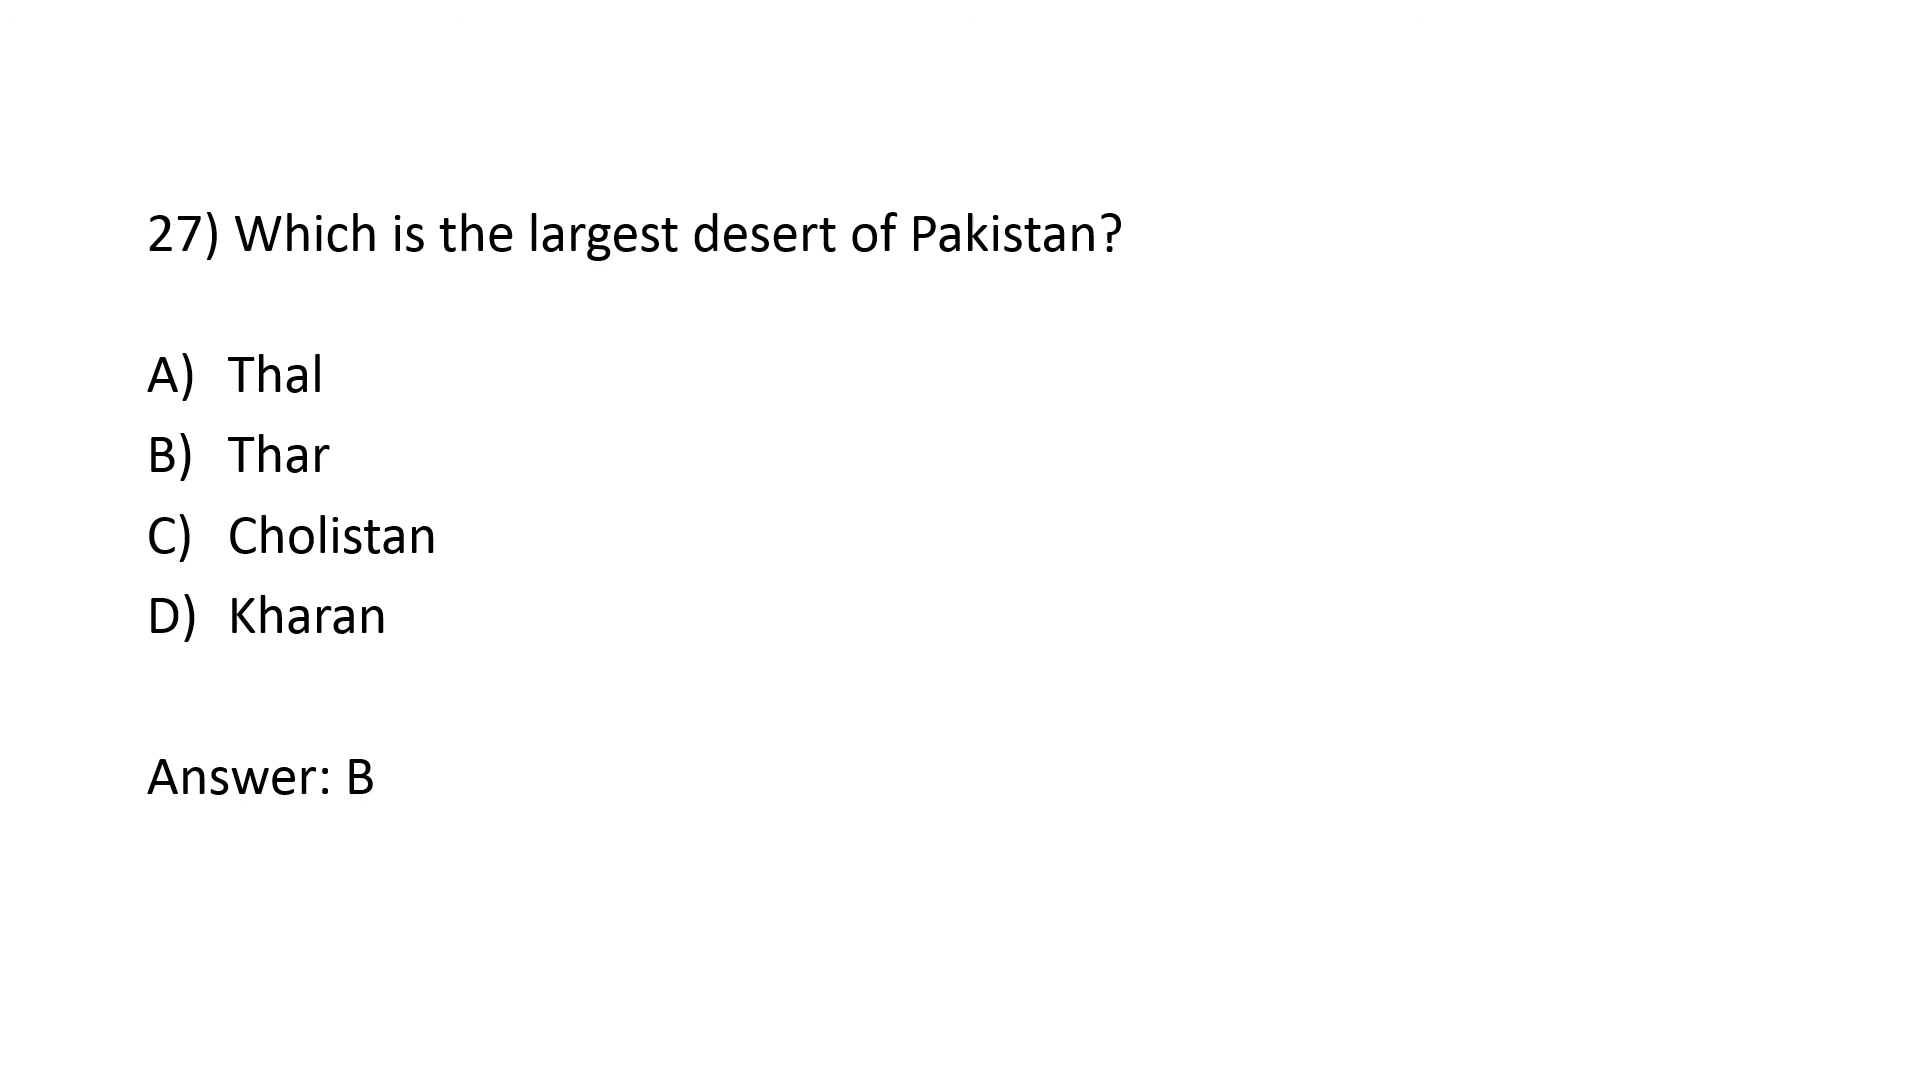 27) Which is the largest desert of Pakistan?
A) Thal
B) Thar
C) Cholistan
D) Kharan
Answer: B